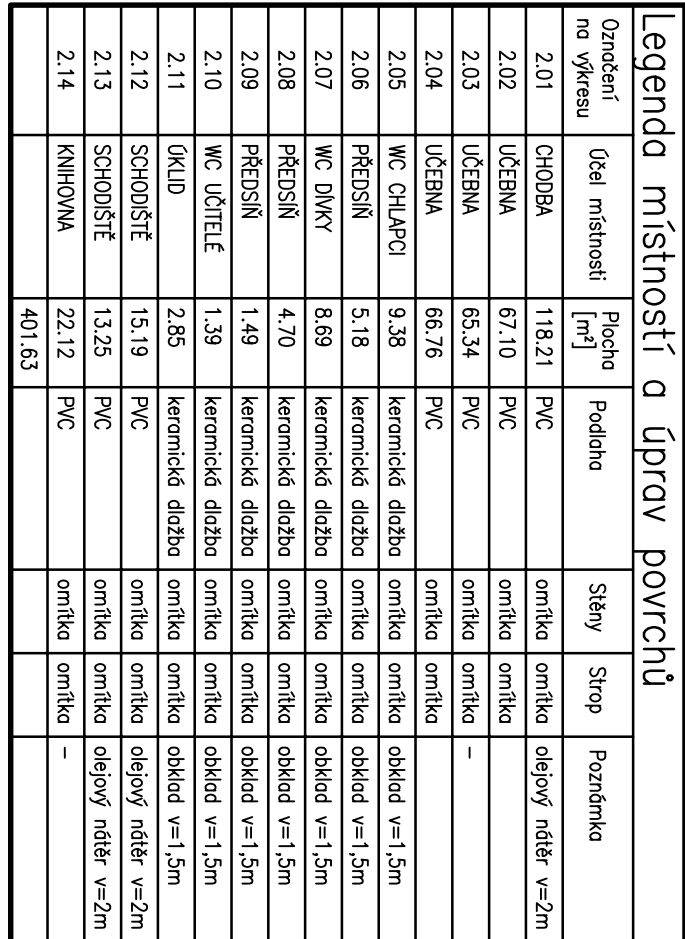 Legenda místností a úprav povrchů
Označení na výkresu Účel místnosti Plocha [m²] Podlaha Stěny Strop Poznámka
2.01 CHODBA 118.21 PVC omítka omítka olejový nátěr v=2m
2.02 UČEBNA 67.10 PVC omítka omítka
2.03 UČEBNA 65.34 PVC omítka omítka –
2.04 UČEBNA 66.76 PVC omítka omítka
2.05 WC CHLAPCI 9.38 keramická dlažba omítka omítka obklad v=1,5m
2.06 PŘEDSÍŇ 5.18 keramická dlažba omítka omítka obklad v=1,5m
2.07 WC DÍVKY 8.69 keramická dlažba omítka omítka obklad v=1,5m
2.08 PŘEDSÍŇ 4.70 keramická dlažba omítka omítka obklad v=1,5m
2.09 PŘEDSÍŇ 1.49 keramická dlažba omítka omítka obklad v=1,5m
2.10 WC UČITELÉ 1.39 keramická dlažba omítka omítka obklad v=1,5m
2.11 ÚKLID 2.85 keramická dlažba omítka omítka obklad v=1,5m
2.12 SCHODIŠTĚ 15.19 PVC omítka omítka olejový nátěr v=2m
2.13 SCHODIŠTĚ 13.25 PVC omítka omítka olejový nátěr v=2m
2.14 KNIHOVNA 22.12 PVC omítka omítka –
401.63